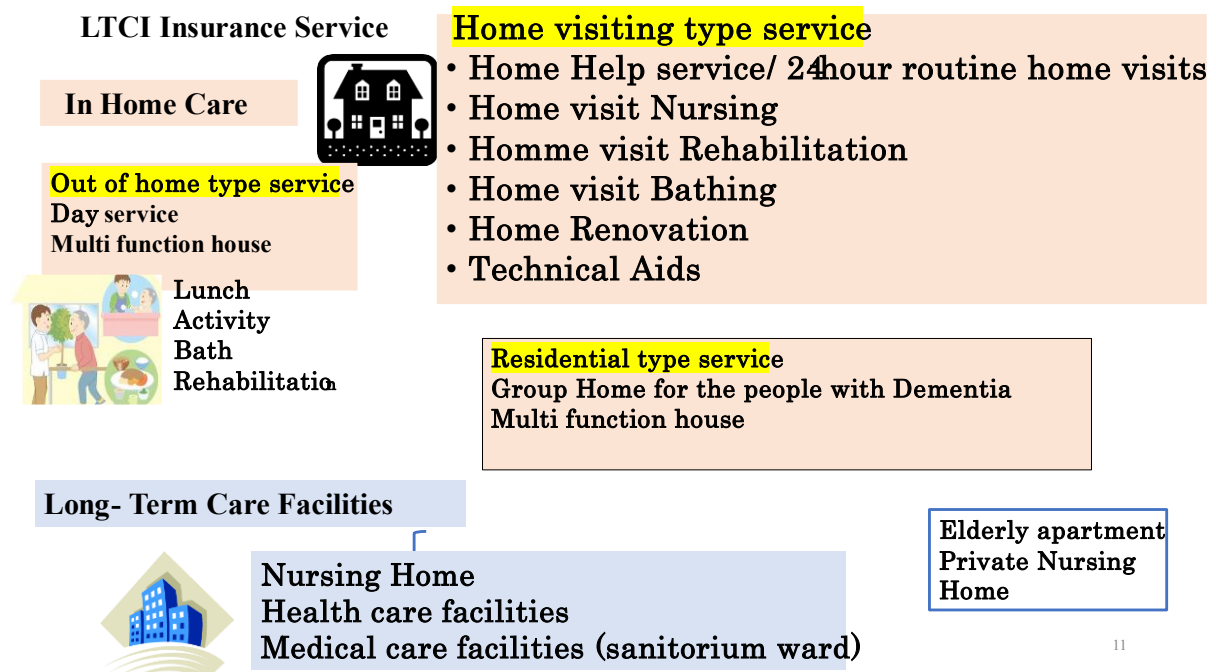 LTCI Insurance Service
In Home Care
Home visiting type service
• Home Help service/ 24hour routine home visits
• Home visit Nursing
• Homme visit Rehabilitation
• Home visit Bathing
• Home Renovation
• Technical Aids
Out of home type service
Day service
Multi function house
Lunch
Activity
Bath
Rehabilitation
Residential type service
Group Home for the people with Dementia
Multi function house
Long- Term Care Facilities
Nursing Home
Health care facilities
Medical care facilities (sanitorium ward)
Elderly apartment
Private Nursing
Home
11